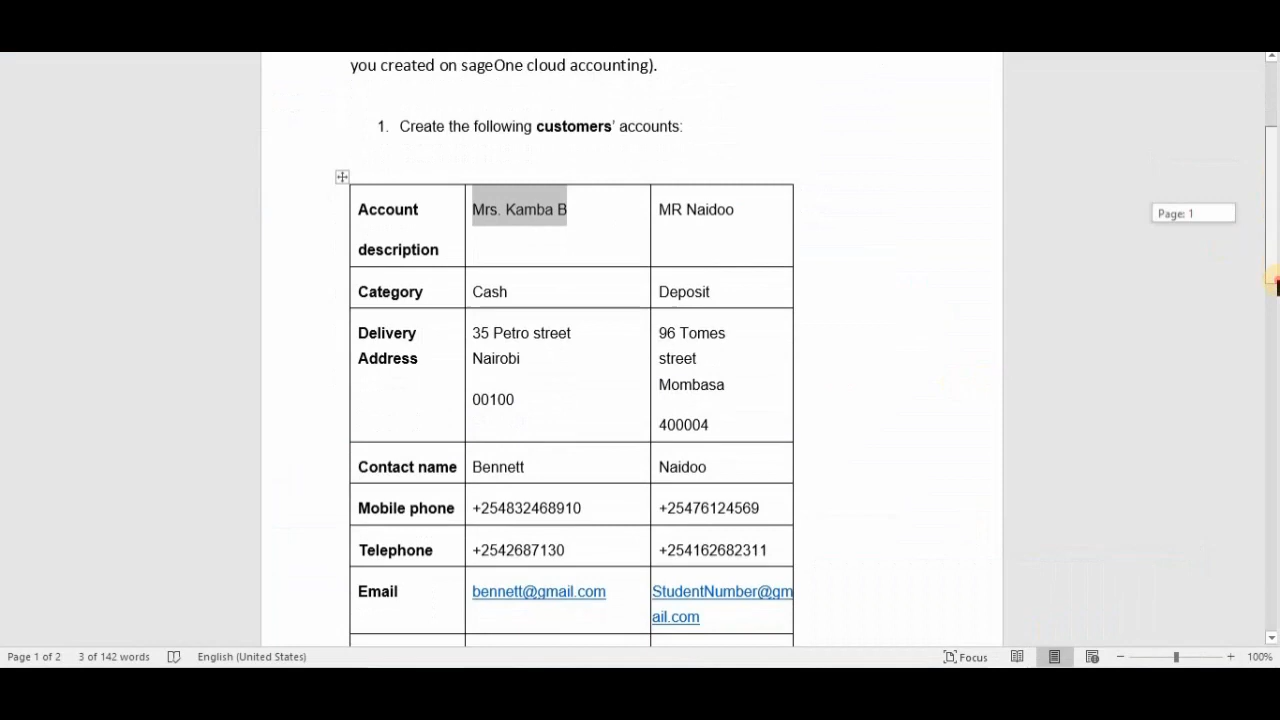 you created on sageOne cloud accounting).
1. Create the following customers' accounts:
Account description
Mrs. Kamba B
MR Naidoo
Category
Cash
Deposit
Delivery
Address
35 Petro street
Nairobi
00100
96 Tomes
street
Mombasa
400004
Contact name
Bennett
Naidoo
Mobile phone
+254832468910
+25476124569
Telephone
+2542687130
+254162682311
Email
bennett@gmail.com
StudentNumber@gm
ail.com
Page: 1
Page 1 of 2
3 of 142 words
English (United States)
Focus
100%